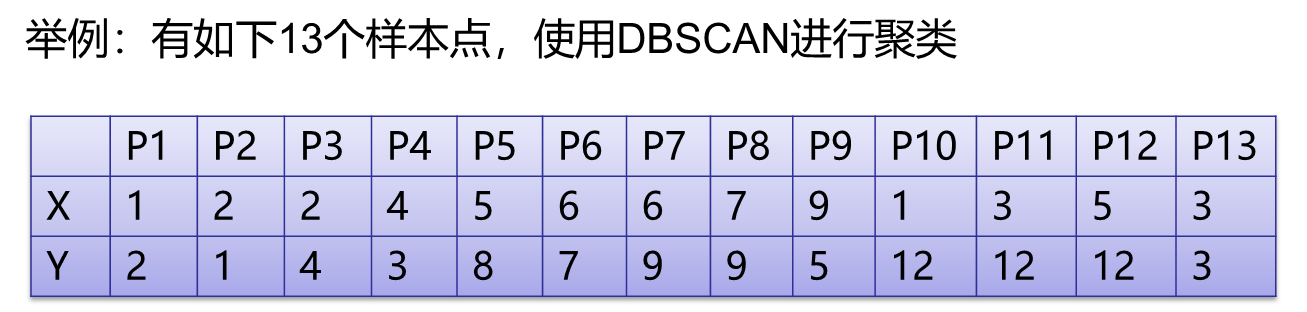 举例：有如下13个样本点，使用DBSCAN进行聚类
P1 P2 P3 P4 P5 P6 P7 P8 P9 P10 P11 P12 P13
X 1 2 2 4 5 6 6 7 9 1 3 5 3
Y 2 1 4 3 8 7 9 9 5 12 12 12 3